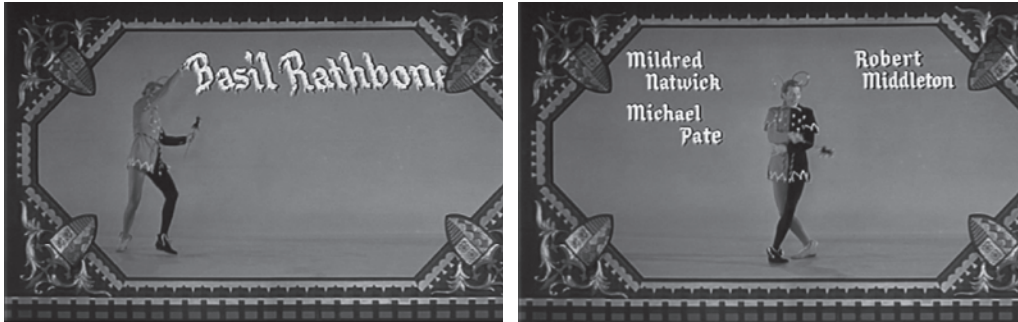 Basil Rathbone
Mildred
Natwick
Michael
Pate
Robert
Middleton